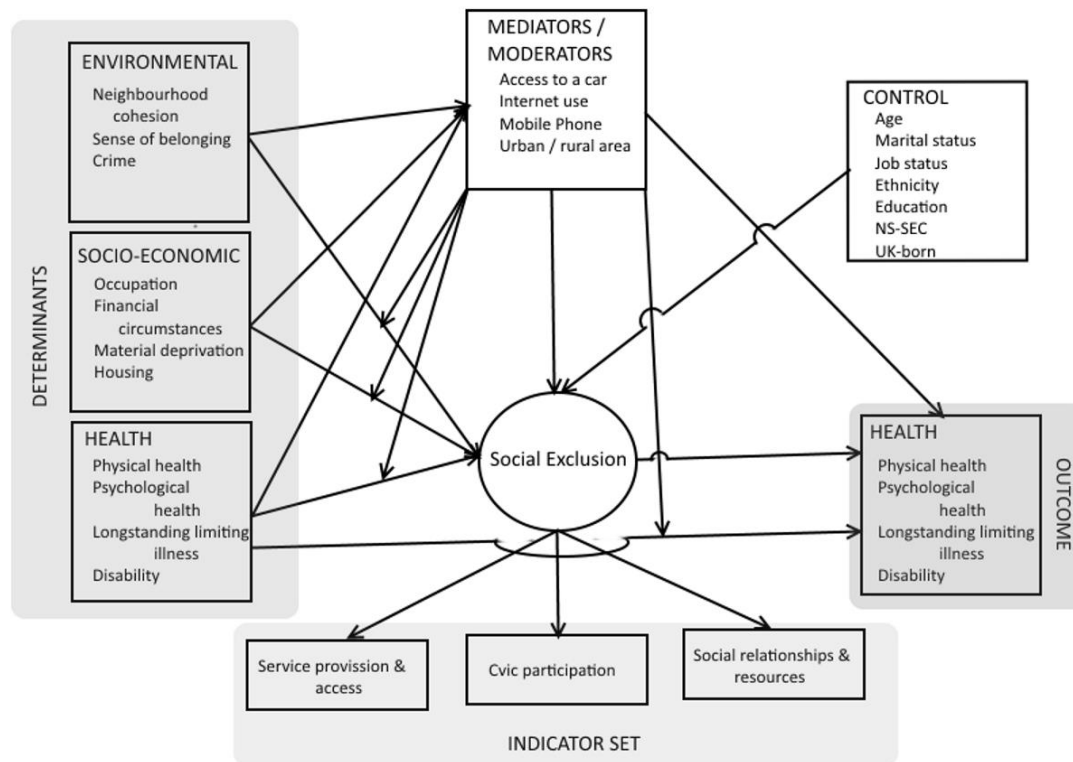 DETERMINANTS
ENVIRONMENTAL
Neighbourhood
cohesion
Sense of belonging
Crime
SOCIO-ECONOMIC
Occupation
Financial
circumstances
Material deprivation
Housing
HEALTH
Physical health
Psychological
health
Longstanding limiting
illness
Disability
MEDIATORS /
MODERATORS
Access to a car
Internet use
Mobile Phone
Urban / rural area
CONTROL
Age
Marital status
Job status
Ethnicity
Education
NS-SEC
UK-born
Social Exclusion
HEALTH
Physical health
Psychological
health
Longstanding limiting
illness
Disability
OUTCOME
Service provission &
access
Cvic participation
Social relationships &
resources
INDICATOR SET